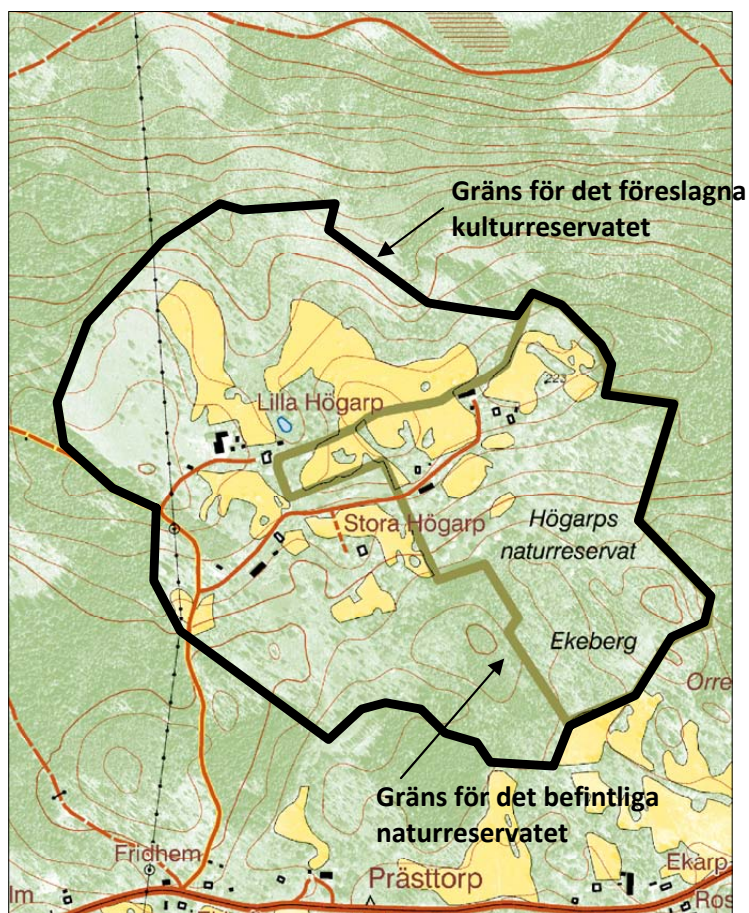 Gräns för det föreslagna
kulturreservatet
Lilla Högarp
223
Stora Högarp
Högarps
naturreservat
Ekeberg
Orre
Gräns för det befintliga
naturreservatet
Fridhem
Prästtorp
Ekarp
lm
Ros